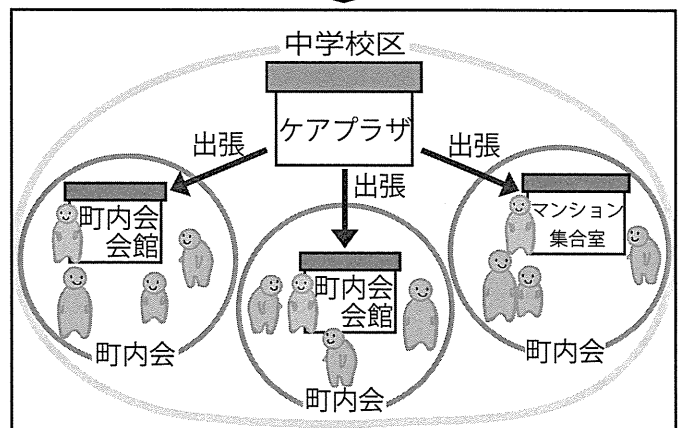 中学校区
ケアプラザ
出張
出張
出張
町内会
会館
町内会
町内会
会館
町内会
マンション
集合室
町内会